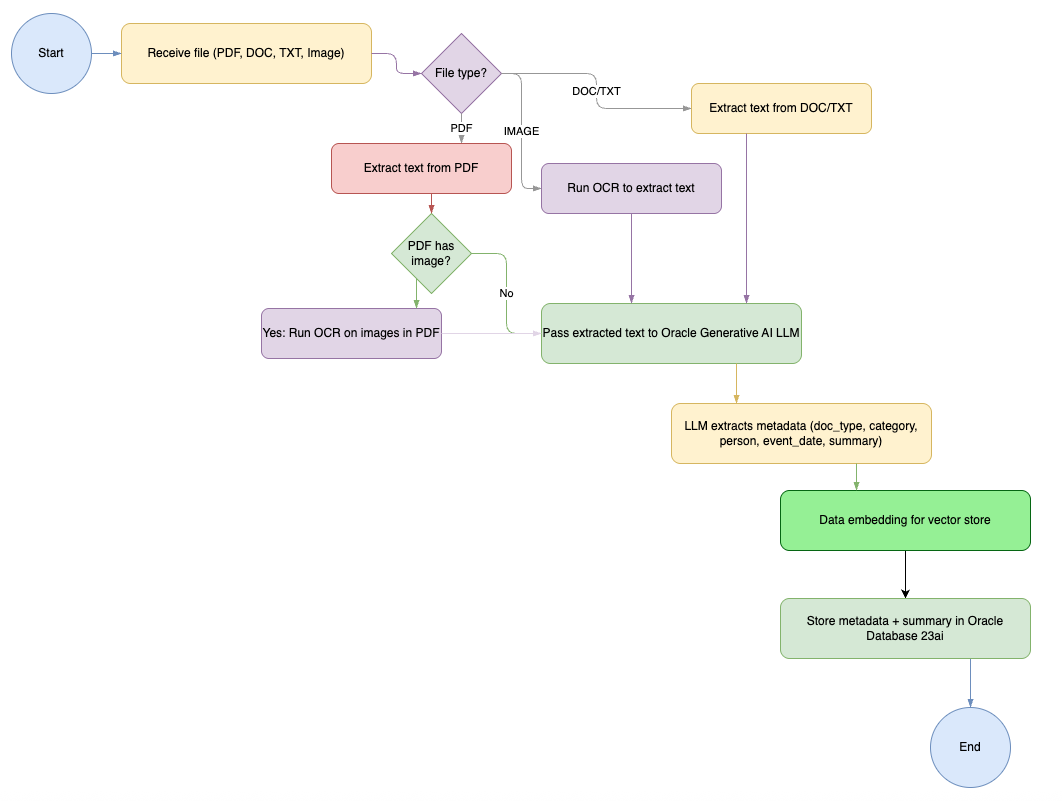 Start
Receive file (PDF, DOC, TXT, Image)
File type?
DOC/TXT
Extract text from DOC/TXT
PDF
IMAGE
Extract text from PDF
Run OCR to extract text
PDF has
image?
No
Yes: Run OCR on images in PDF
Pass extracted text to Oracle Generative AI LLM
LLM extracts metadata (doc_type, category,
person, event_date, summary)
Data embedding for vector store
Store metadata + summary in Oracle
Database 23ai
End